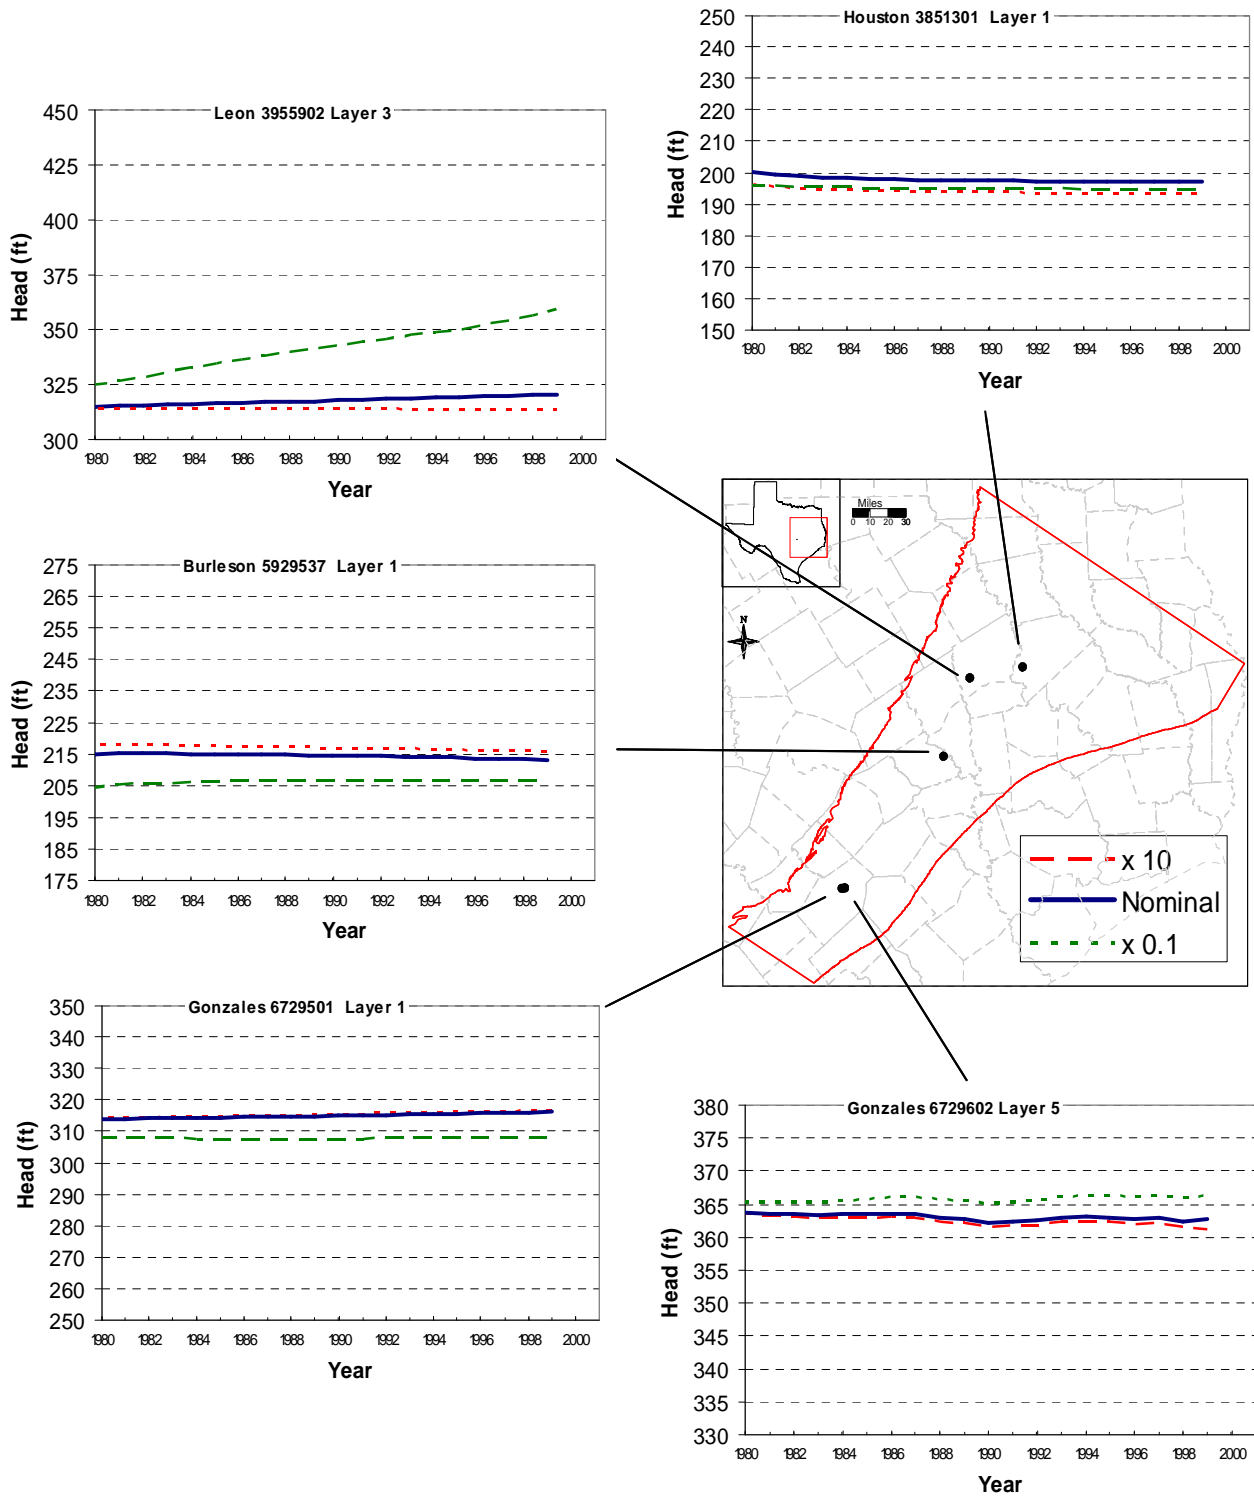 Houston 3851301 Layer 1
Head (ft)
250
240
230
220
210
200
190
180
170
160
150
1980 1982 1984 1986 1988 1990 1992 1994 1996 1998 2000
Year
Leon 3955902 Layer 3
Head (ft)
450
425
400
375
350
325
300
1980 1982 1984 1986 1988 1990 1992 1994 1996 1998 2000
Year
Burleson 5929537 Layer 1
Head (ft)
275
265
255
245
235
225
215
205
195
185
175
1980 1982 1984 1986 1988 1990 1992 1994 1996 1998 2000
Year
Miles
0 10 20 30
N
x 10
Nominal
x 0.1
Gonzales 6729501 Layer 1
Head (ft)
350
340
330
320
310
300
290
280
270
260
250
1980 1982 1984 1986 1988 1990 1992 1994 1996 1998 2000
Year
Gonzales 6729602 Layer 5
Head (ft)
380
375
370
365
360
355
350
345
340
335
330
1980 1982 1984 1986 1988 1990 1992 1994 1996 1998 2000
Year